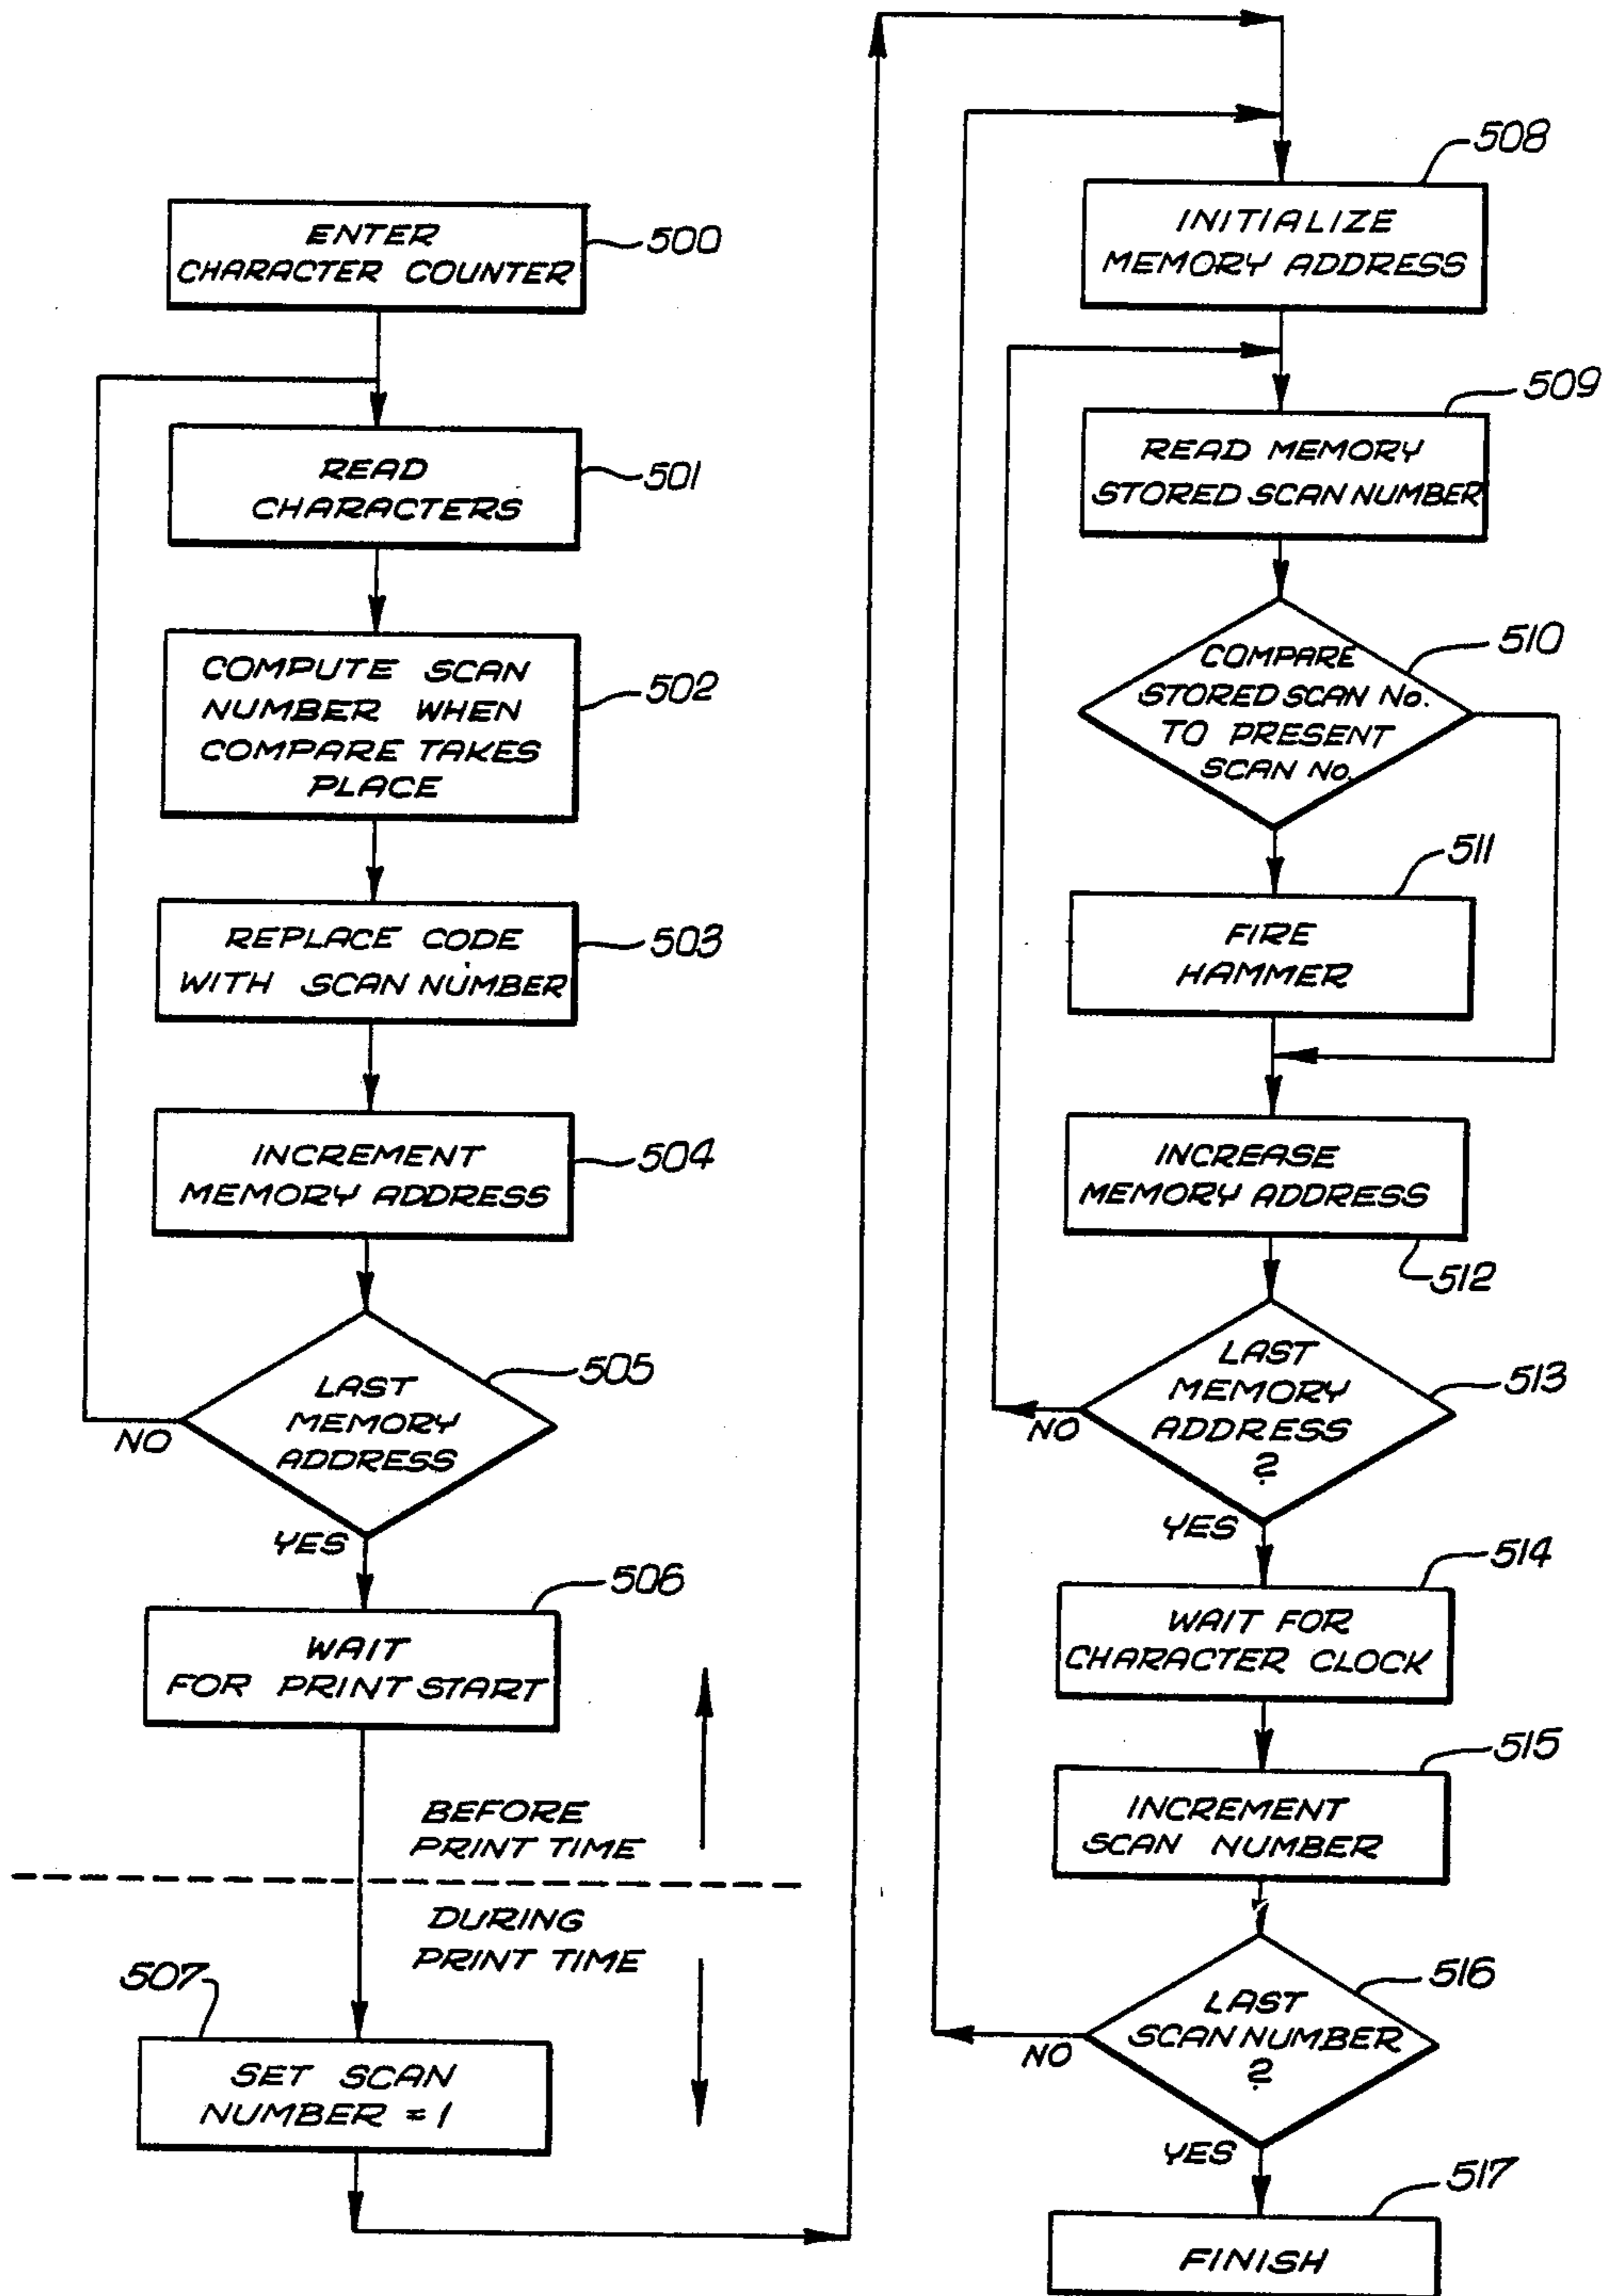 ENTER
CHARACTER COUNTER
500
READ
CHARACTERS
501
COMPUTE SCAN
NUMBER WHEN
COMPARE TAKES
PLACE
502
REPLACE CODE
WITH SCAN NUMBER
503
INCREMENT
MEMORY ADDRESS
504
LAST
MEMORY
ADDRESS
505
NO
YES
506
WAIT
FOR PRINT START
BEFORE
PRINT TIME
DURING
PRINT TIME
507
SET SCAN
NUMBER = 1
508
INITIALIZE
MEMORY ADDRESS
509
READ MEMORY
STORED SCAN NUMBER
510
COMPARE
STORED SCAN No.
TO PRESENT
SCAN No.
511
FIRE
HAMMER
INCREASE
MEMORY ADDRESS
512
LAST
MEMORY
ADDRESS
?
513
NO
YES
514
WAIT FOR
CHARACTER CLOCK
515
INCREMENT
SCAN NUMBER
516
LAST
SCAN NUMBER
?
NO
YES
517
FINISH